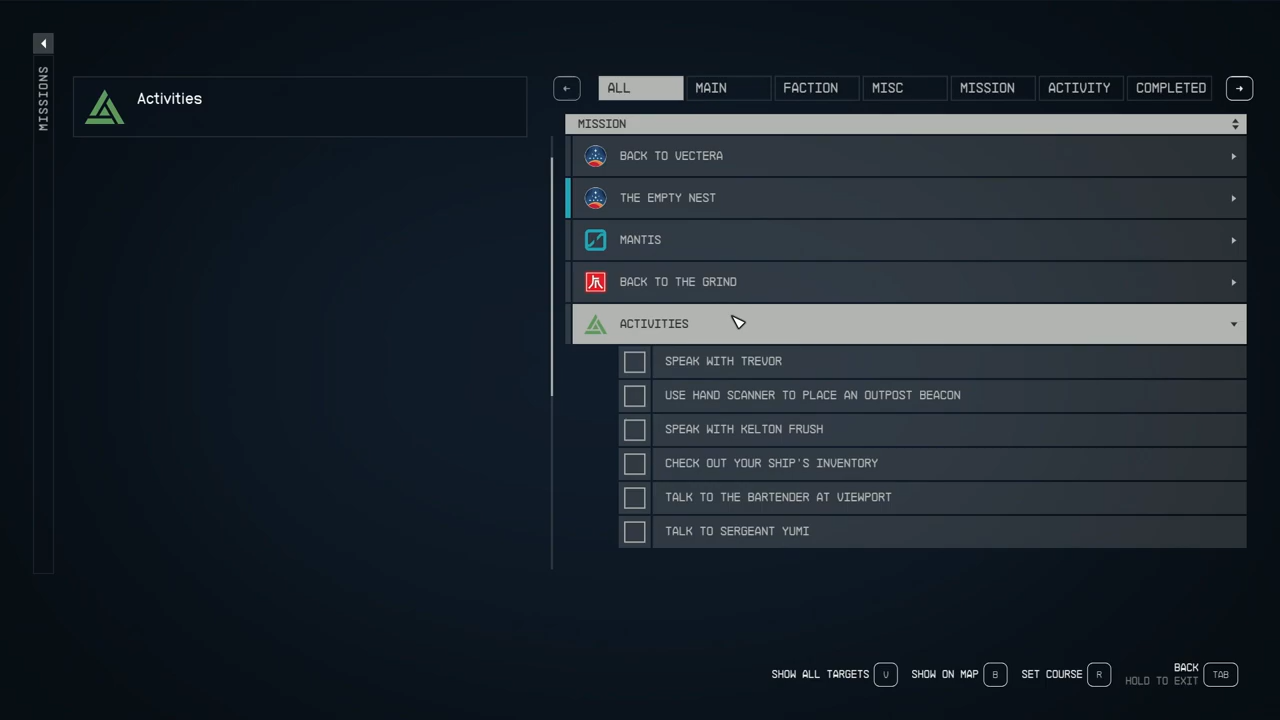 MISSIONS
Activities
ALL MAIN FACTION MISC MISSION ACTIVITY COMPLETED
MISSION
BACK TO VECTERA
THE EMPTY NEST
MANTIS
BACK TO THE GRIND
ACTIVITIES
SPEAK WITH TREVOR
USE HAND SCANNER TO PLACE AN OUTPOST BEACON
SPEAK WITH KELTON FRUSH
CHECK OUT YOUR SHIP'S INVENTORY
TALK TO THE BARTENDER AT VIEWPORT
TALK TO SERGEANT YUMI
SHOW ALL TARGETS V SHOW ON MAP B SET COURSE R BACK TAB
HOLD TO EXIT